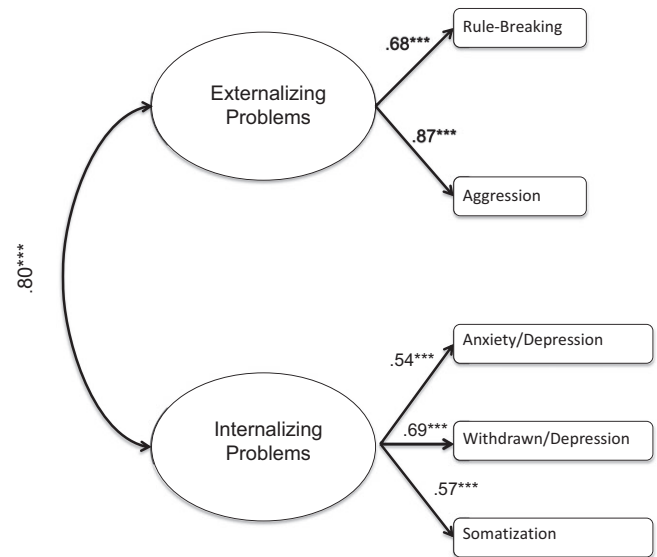 Rule-Breaking
.68***
Externalizing
Problems
.87***
Aggression
.80***
Anxiety/Depression
.54***
Internalizing
Problems
.69***
Withdrawn/Depression
.57***
Somatization